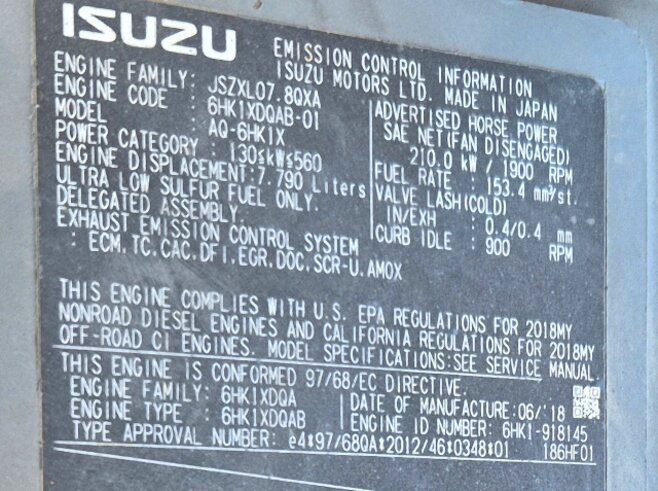 ISUZU
EMISSION CONTROL INFORMATION
ISUZU MOTORS LTD. MADE IN JAPAN
ENGINE FAMILY: JSZXL07.8QXA
ENGINE CODE : 6HK1XDQAB-01
MODEL : AQ-6HK1X
POWER CATEGORY : 130≤kW≤560
ENGINE DISPLACEMENT:7.790 Liters
ULTRA LOW SULFUR FUEL ONLY.
DELEGATED ASSEMBLY.
EXHAUST EMISSION CONTROL SYSTEM
: ECM.TC.CAC.DFI.EGR.DOC.SCR-U.AMOX
ADVERTISED HORSE POWER
SAE NET(FAN DISENGAGED)
210.0 kW / 1900 RPM
FUEL RATE : 153.4 mm³/st.
VALVE LASH(COLD)
IN/EXH : 0.4/0.4 mm
CURB IDLE : 900 RPM
THIS ENGINE COMPLIES WITH U.S. EPA REGULATIONS FOR 2018MY
NONROAD DIESEL ENGINES AND CALIFORNIA REGULATIONS FOR 2018MY
OFF-ROAD CI ENGINES. MODEL SPECIFICATIONS:SEE SERVICE MANUAL.
THIS ENGINE IS CONFORMED 97/68/EC DIRECTIVE.
ENGINE FAMILY: 6HK1XDQA
ENGINE TYPE : 6HK1XDQAB
TYPE APPROVAL NUMBER: e4*97/68QA*2012/46*0348*01
DATE OF MANUFACTURE:06/'18
ENGINE ID NUMBER: 6HK1-918145
186HF01